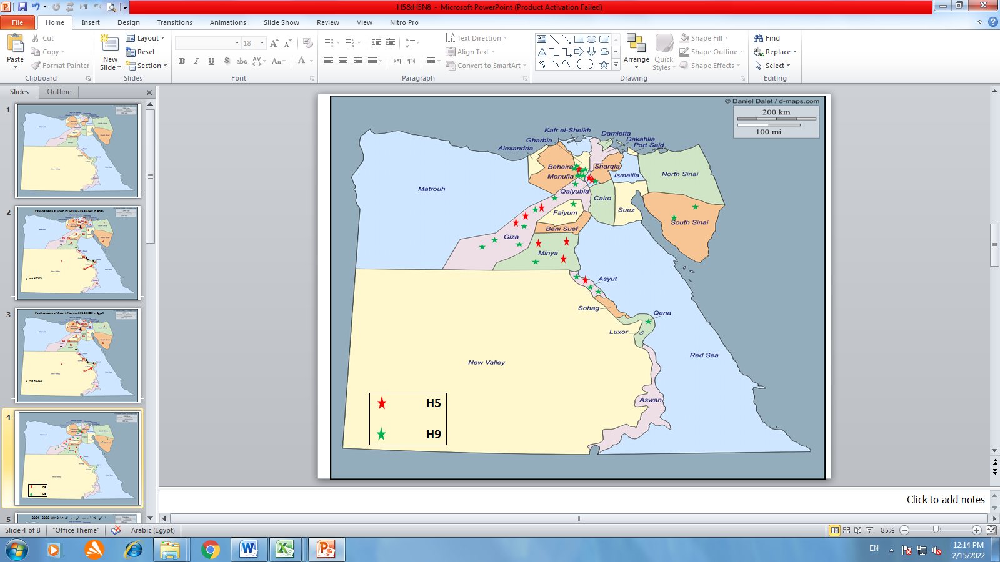 H5&H5N8 - Microsoft PowerPoint (Product Activation Failed)
File Home Insert Design Transitions Animations Slide Show Review View Nitro Pro
Paste
Cut
Copy
Format Painter
Clipboard
New Slide
Layout
Reset
Section
Slides
18
Font
Text Direction
Align Text
Convert to SmartArt
Paragraph
Arrange
Quick Styles
Shape Fill
Shape Outline
Shape Effects
Drawing
Find
Replace
Select
Editing
Slides Outline
1
2
3
4
5
© Daniel Dalet / d-maps.com
200 km
100 mi
Kafr el-Sheikh
Damietta
Gharbia
Dakahlia
Alexandria
Port Said
Beheira
Sharqia
Monufia
Ismailia
North Sinai
Matrouh
Qalyubia
Cairo
Suez
Faiyum
South Sinai
Beni Suef
Giza
Minya
Asyut
Sohag
Qena
Luxor
Red Sea
New Valley
Aswan
H5
H9
Click to add notes
Slide 4 of 8 "Office Theme" Arabic (Egypt) 85%
EN
12:14 PM
2/15/2022